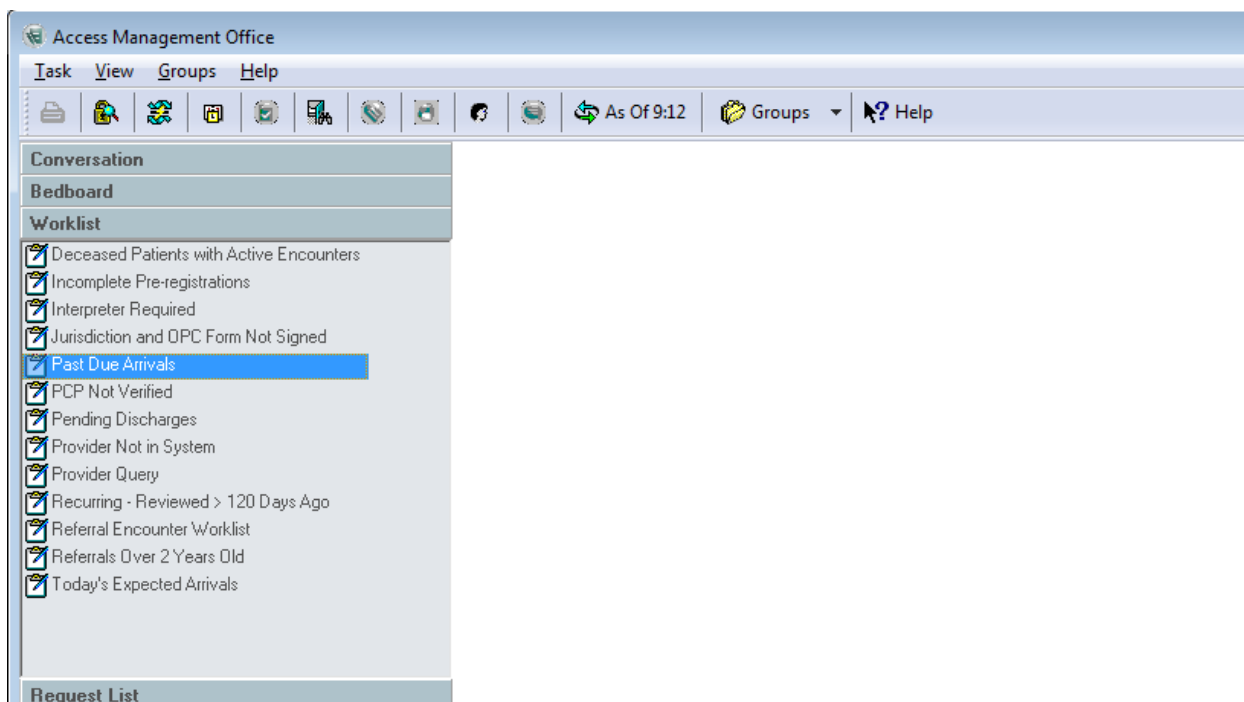 Access Management Office
Task View Groups Help
As Of 9:12 Groups Help
Conversation
Bedboard
Worklist
Deceased Patients with Active Encounters
Incomplete Pre-registrations
Interpreter Required
Jurisdiction and OPC Form Not Signed
Past Due Arrivals
PCP Not Verified
Pending Discharges
Provider Not in System
Provider Query
Recurring - Reviewed > 120 Days Ago
Referral Encounter Worklist
Referrals Over 2 Years Old
Today's Expected Arrivals
Request List